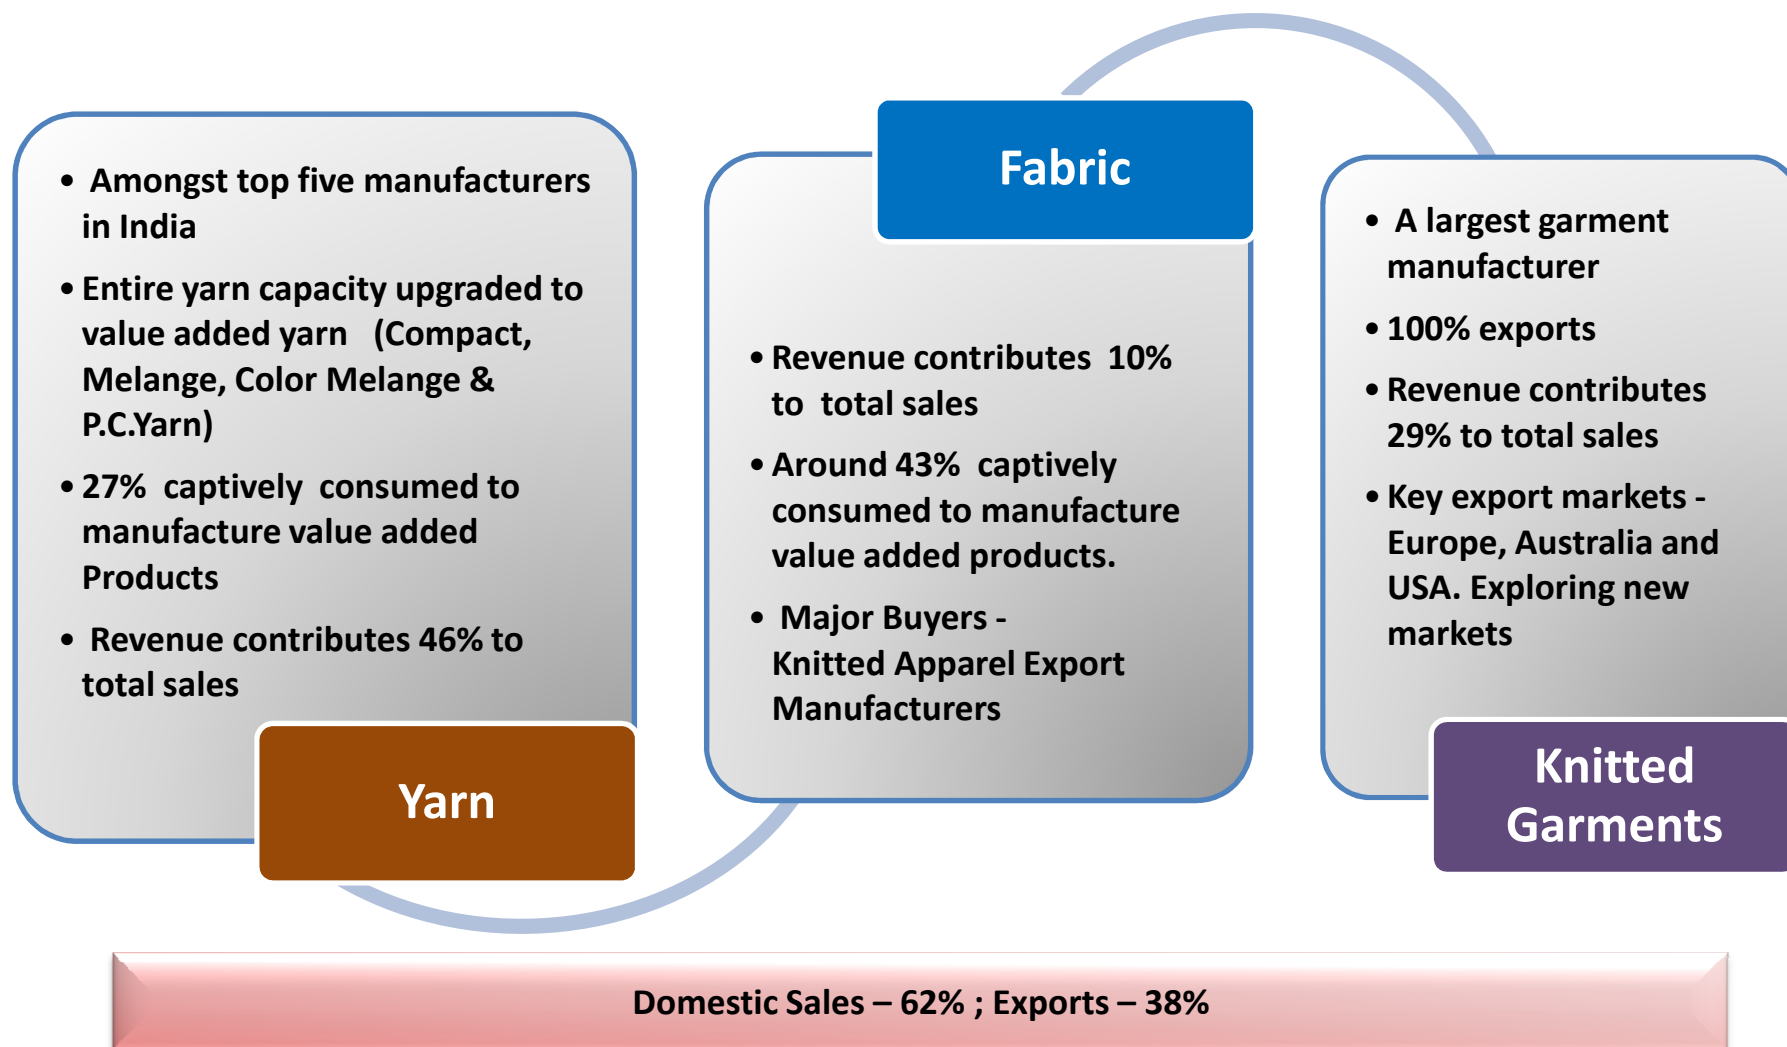 • Amongst top five manufacturers
in India
• Entire yarn capacity upgraded to
value added yarn (Compact,
Melange, Color Melange &
P.C.Yarn)
• 27% captively consumed to
manufacture value added
Products
• Revenue contributes 46% to
total sales
Yarn
Fabric
• Revenue contributes 10%
to total sales
• Around 43% captively
consumed to manufacture
value added products.
• Major Buyers -
Knitted Apparel Export
Manufacturers
• A largest garment
manufacturer
• 100% exports
• Revenue contributes
29% to total sales
• Key export markets -
Europe, Australia and
USA. Exploring new
markets
Knitted
Garments
Domestic Sales – 62% ; Exports – 38%